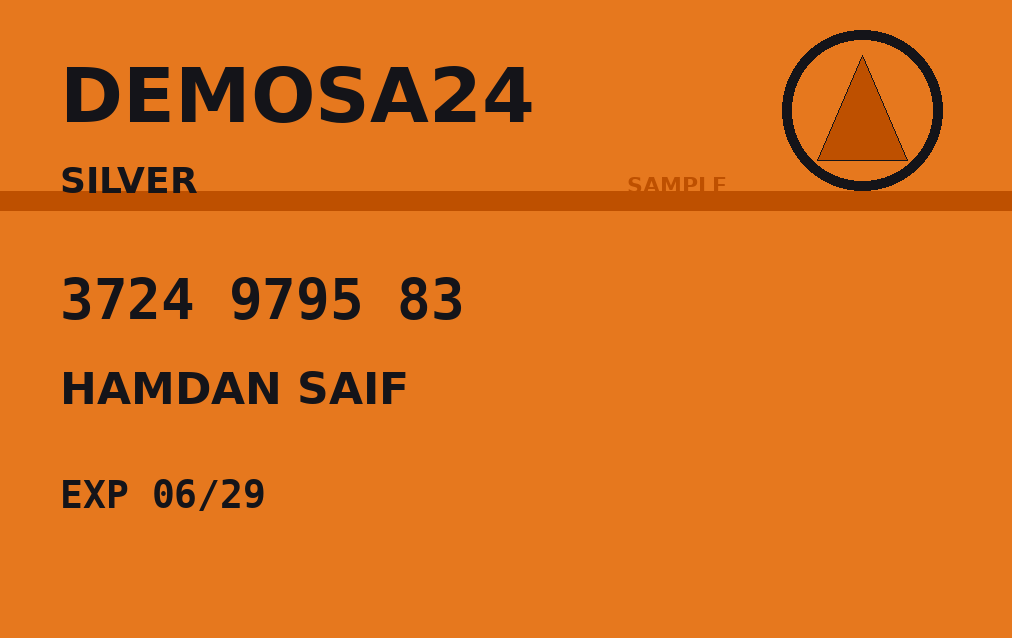 DEMOSA24
SILVER
SAMPLE
3724 9795 83
HAMDAN SAIF
EXP 06/29